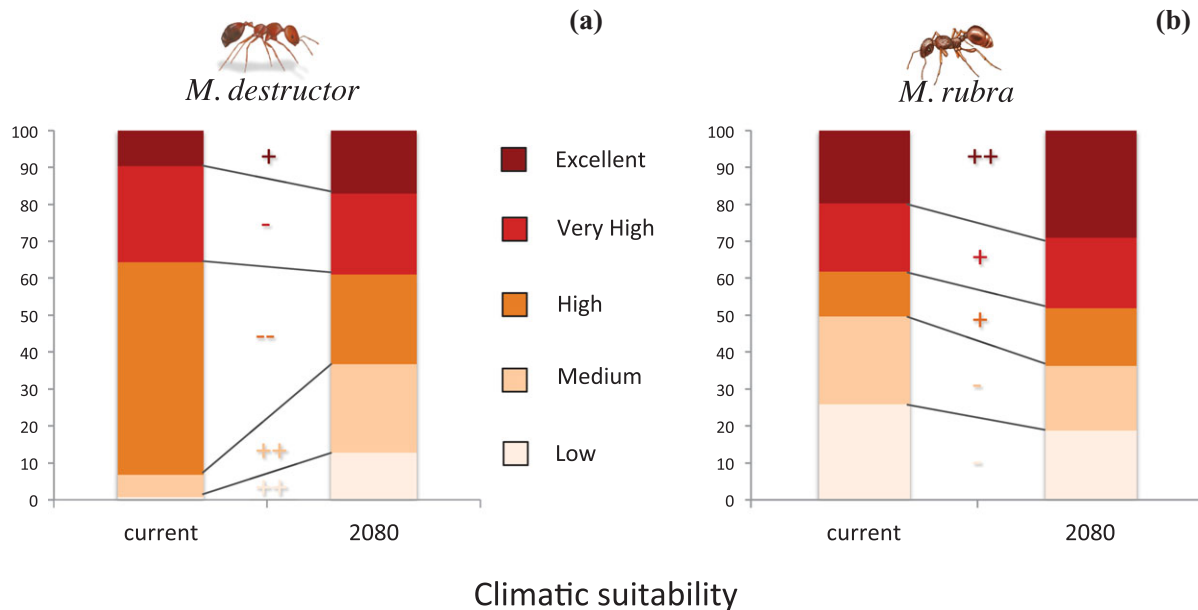 (a)
M. destructor
100
90
80
70
60
50
40
30
20
10
0
+
-
--
++
++
current
2080
Excellent
Very High
High
Medium
Low
(b)
M. rubra
100
90
80
70
60
50
40
30
20
10
0
++
+
+
-
-
current
2080
Climatic suitability